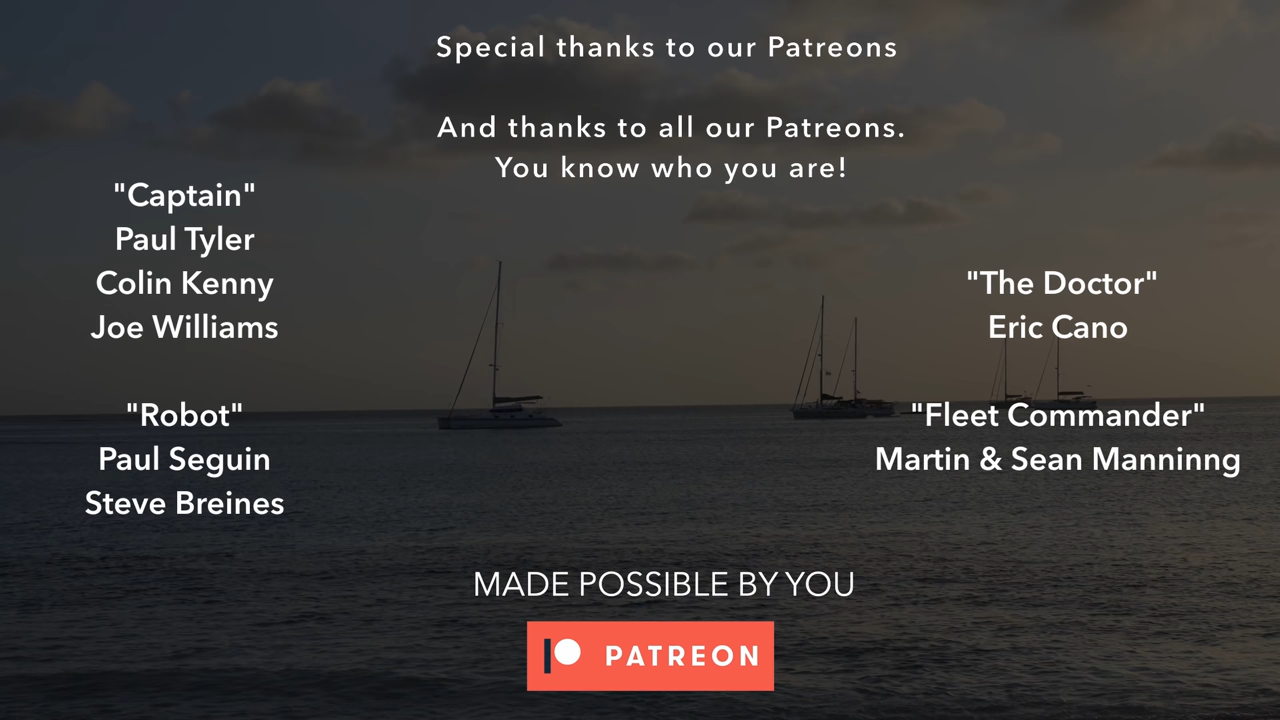 Special thanks to our Patreons
And thanks to all our Patreons.
You know who you are!
"Captain"
Paul Tyler
Colin Kenny
Joe Williams
"Robot"
Paul Seguin
Steve Breines
"The Doctor"
Eric Cano
"Fleet Commander"
Martin & Sean Manninng
MADE POSSIBLE BY YOU
PATREON